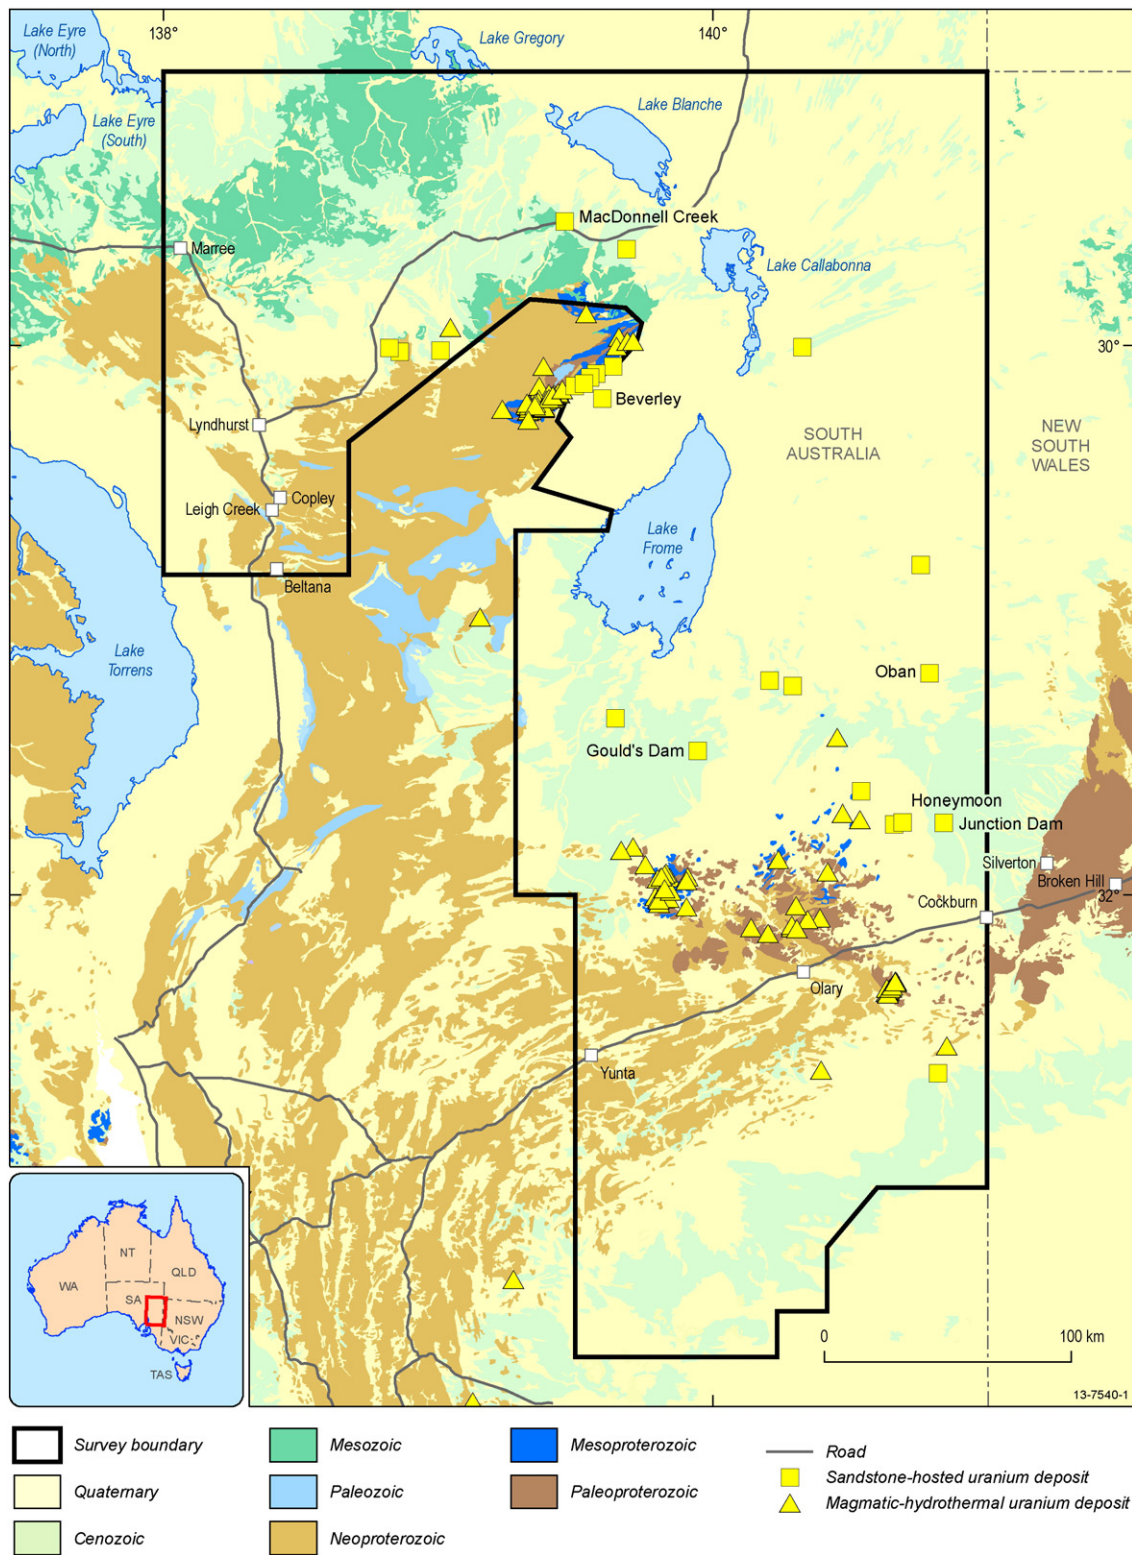 138°
140°
Lake Eyre
(North)
Lake Gregory
Lake Eyre
(South)
Lake Blanche
MacDonnell Creek
Marree
Lake Callabonna
30°
Beverley
Lyndhurst
SOUTH
AUSTRALIA
NEW
SOUTH
WALES
Copley
Leigh Creek
Lake
Frome
Beltana
Lake
Torrens
Oban
Gould's Dam
Honeymoon
Junction Dam
Silverton
Broken Hill
32°
Cockburn
Olary
Yunta
0
100 km
13-7540-1
NT
WA
QLD
SA
NSW
VIC
TAS
Survey boundary
Mesozoic
Mesoproterozoic
Road
Quaternary
Paleozoic
Paleoproterozoic
Sandstone-hosted uranium deposit
Magmatic-hydrothermal uranium deposit
Cenozoic
Neoproterozoic